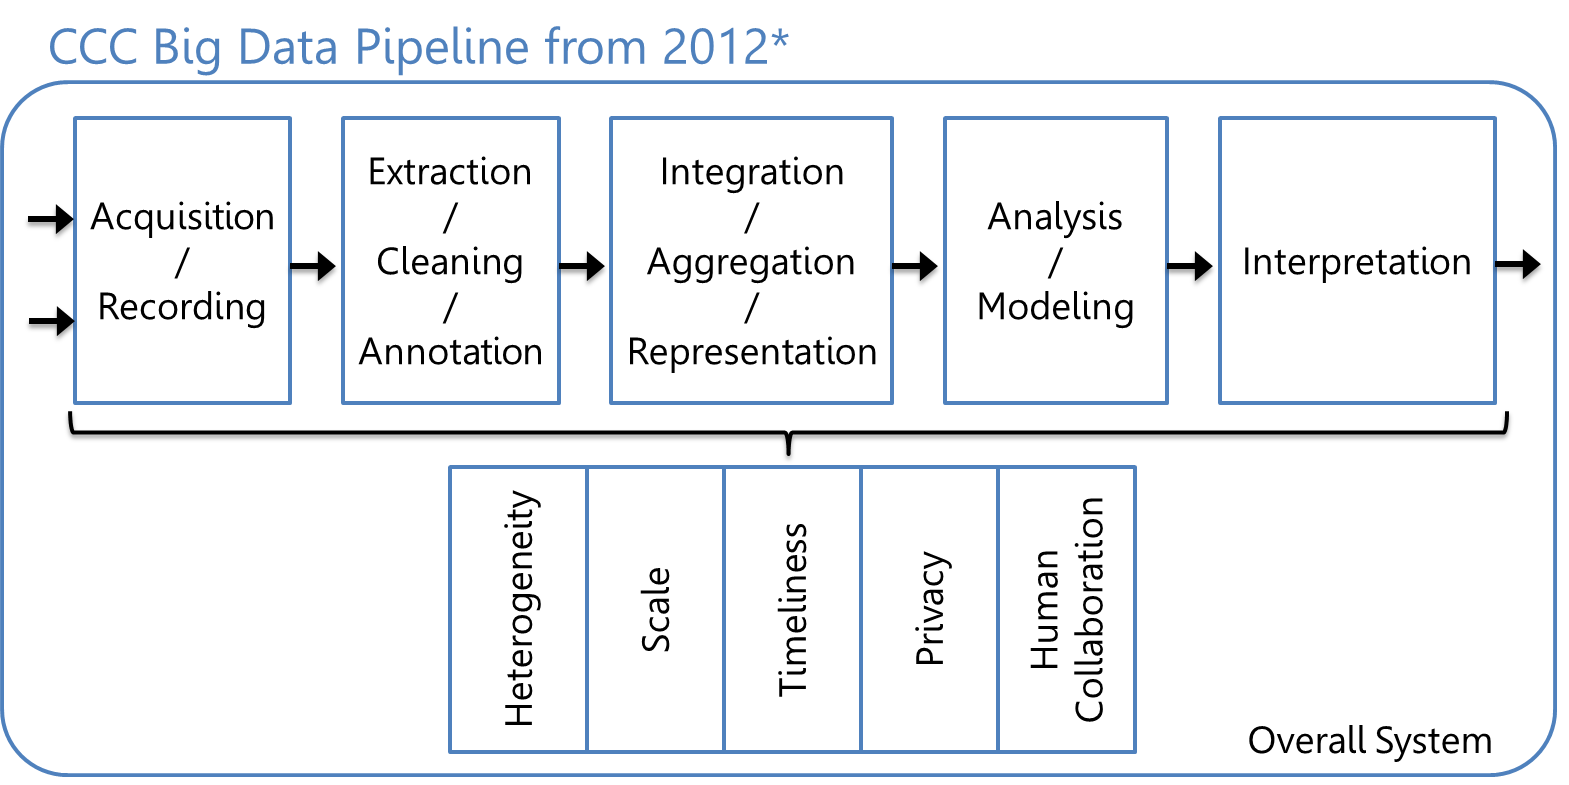 CCC Big Data Pipeline from 2012*
Acquisition
/
Recording
Extraction
/
Cleaning
/
Annotation
Integration
/
Aggregation
/
Representation
Analysis
/
Modeling
Interpretation
Heterogeneity
Scale
Timeliness
Privacy
Human
Collaboration
Overall System